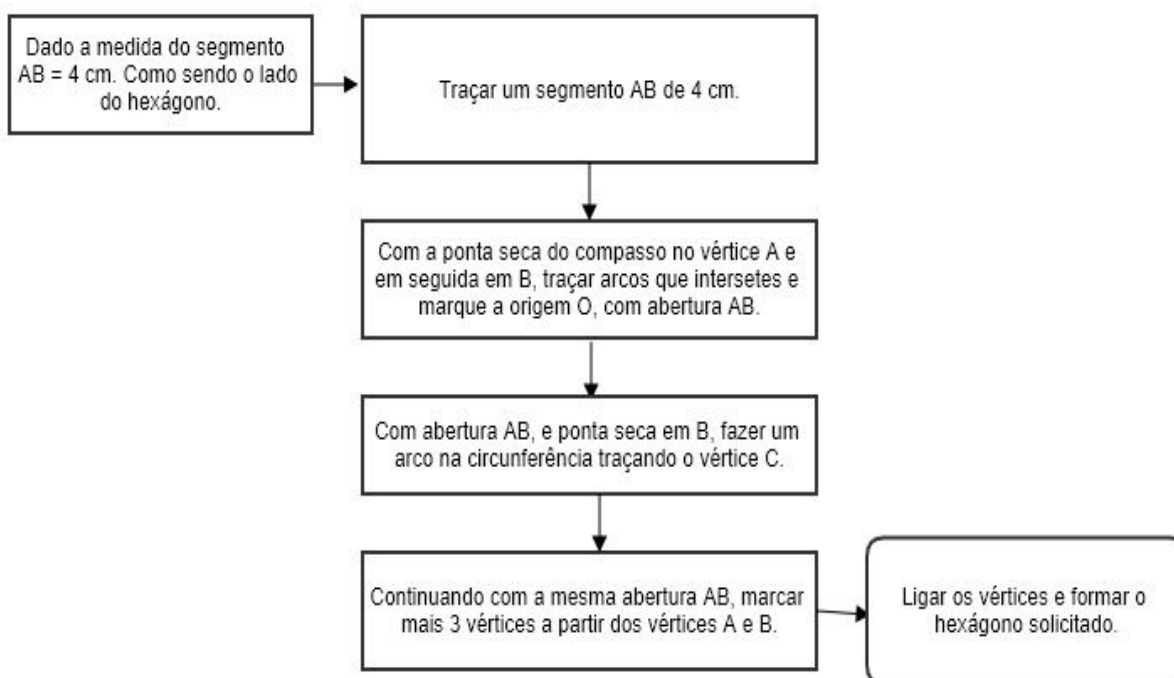 Dado a medida do segmento
AB = 4 cm. Como sendo o lado
do hexágono.
Traçar um segmento AB de 4 cm.
Com a ponta seca do compasso no vértice A e
em seguida em B, traçar arcos que intersetes e
marque a origem O, com abertura AB.
Com abertura AB, e ponta seca em B, fazer um
arco na circunferência traçando o vértice C.
Continuando com a mesma abertura AB, marcar
mais 3 vértices a partir dos vértices A e B.
Ligar os vértices e formar o
hexágono solicitado.